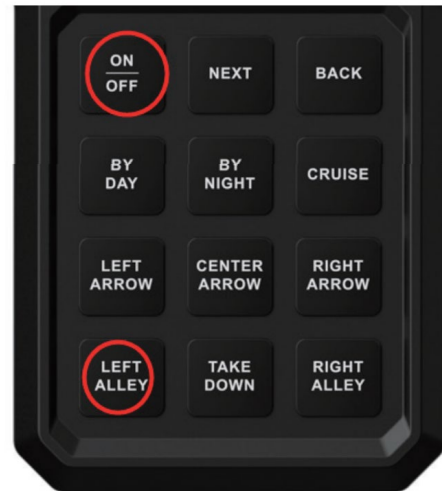 ON
OFF
NEXT
BACK
BY
DAY
BY
NIGHT
CRUISE
LEFT
ARROW
CENTER
ARROW
RIGHT
ARROW
LEFT
ALLEY
TAKE
DOWN
RIGHT
ALLEY